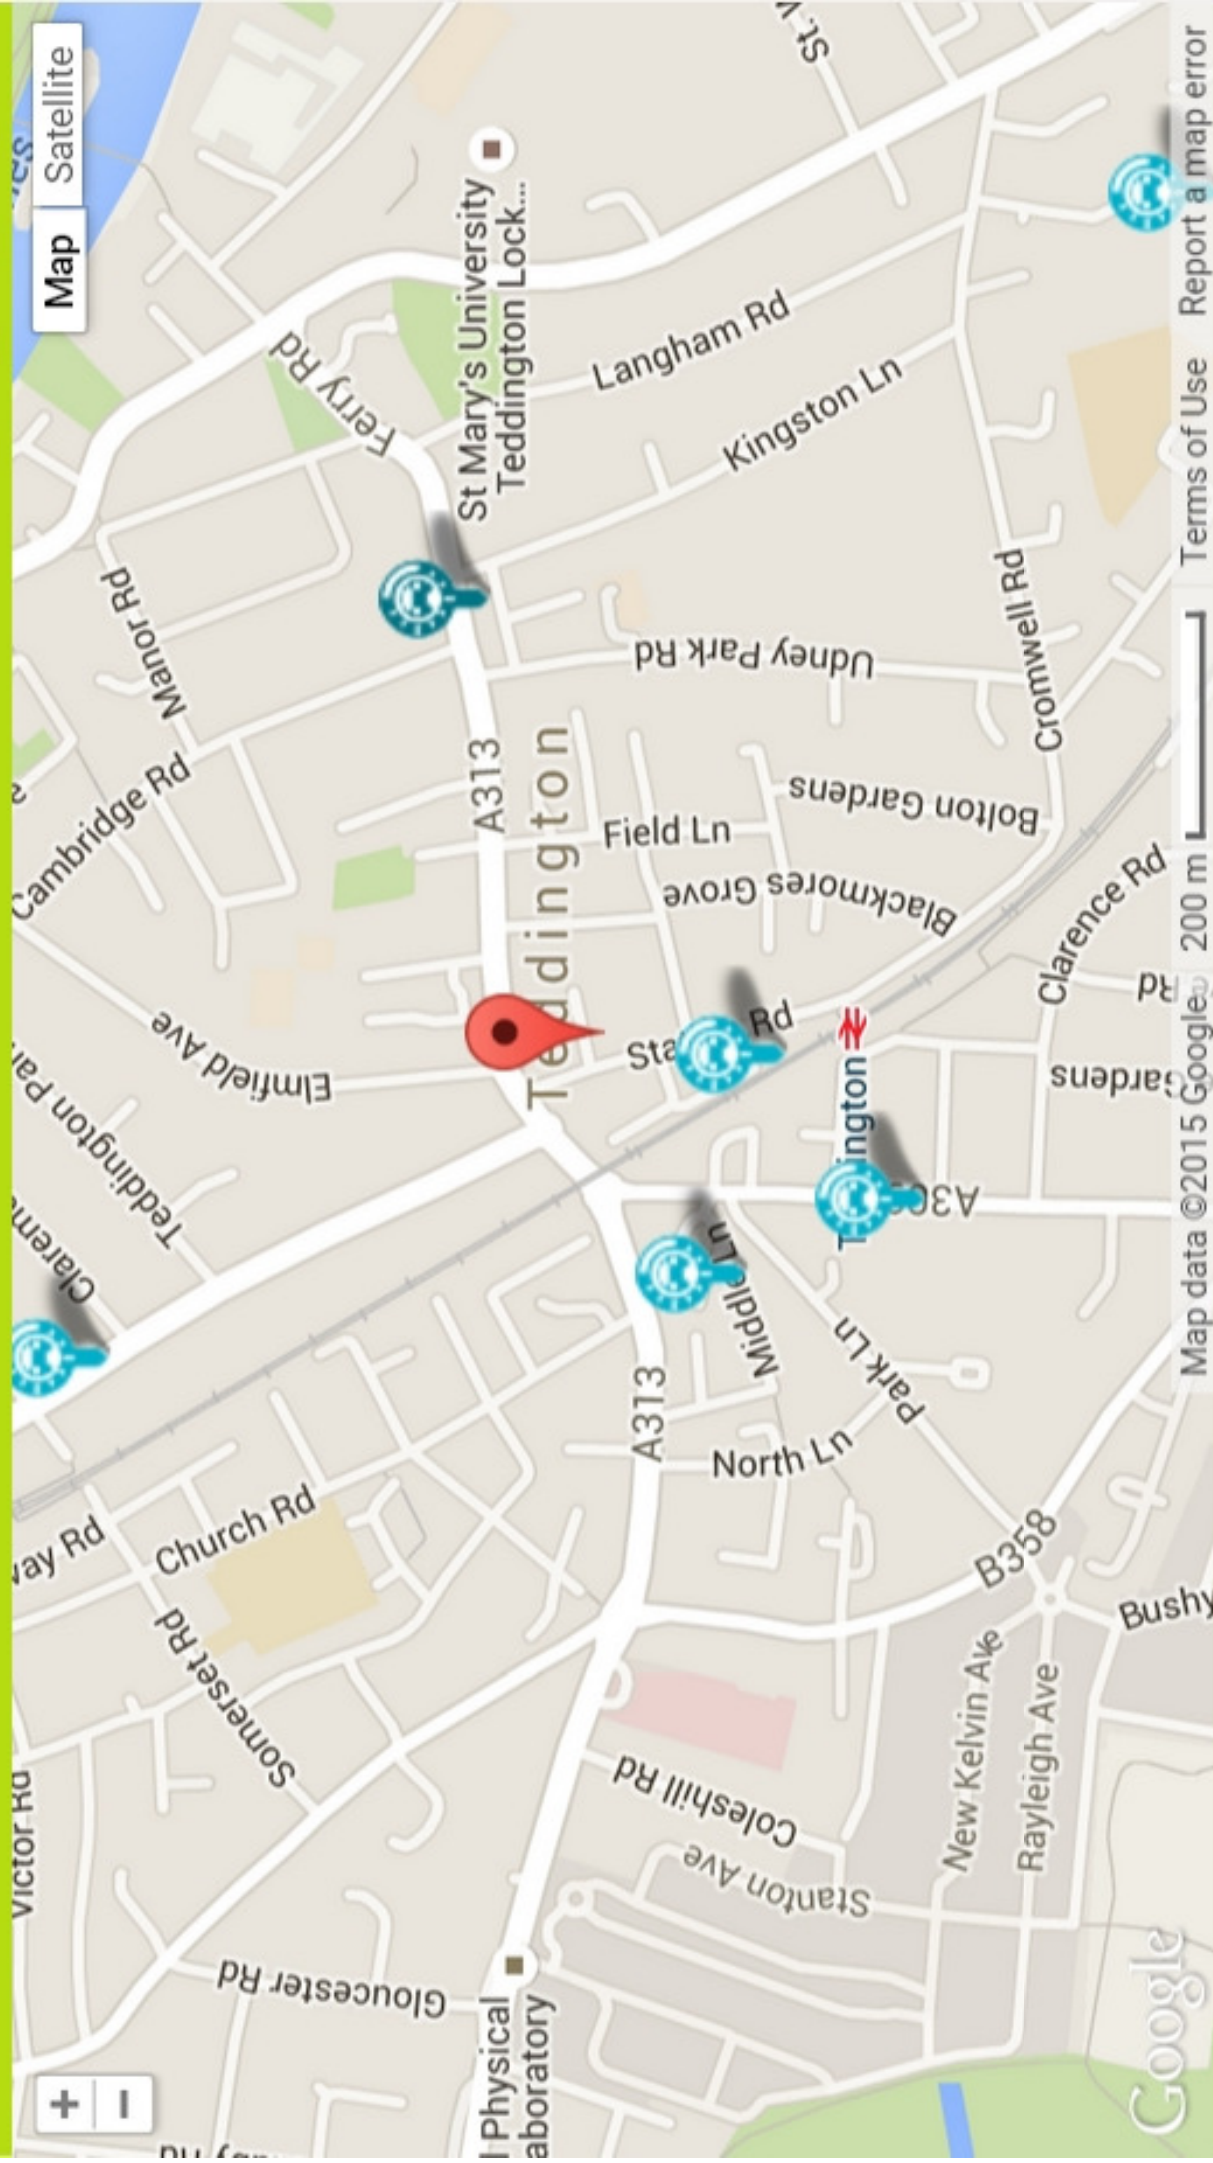 Map
Satellite
St Mary's University
Teddington Lock...
Ferry Rd
Langham Rd
Kingston Ln
Manor Rd
Cambridge Rd
A313
Teddington
Field Ln
Udney Park Rd
Cromwell Rd
Bolton Gardens
Blackmores Grove
Clarence Rd
Rd
Gardens
Elmfield Ave
Rd
Middle Ln
Park Ln
North Ln
A313
B358
Church Rd
Somerset Rd
Victor Rd
Coleshill Rd
Stanton Ave
New Kelvin Ave
Rayleigh Ave
Bushy
Gloucester Rd
Physical
aboratory
+
−
Google
Map data ©2015 Google
200 m
Terms of Use
Report a map error